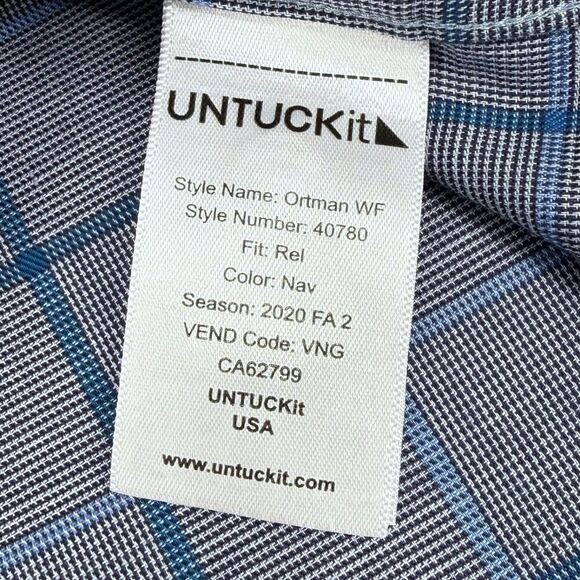 UNTUCKit
Style Name: Ortman WF
Style Number: 40780
Fit: Rel
Color: Nav
Season: 2020 FA 2
VEND Code: VNG
CA62799
UNTUCKit
USA
www.untuckit.com